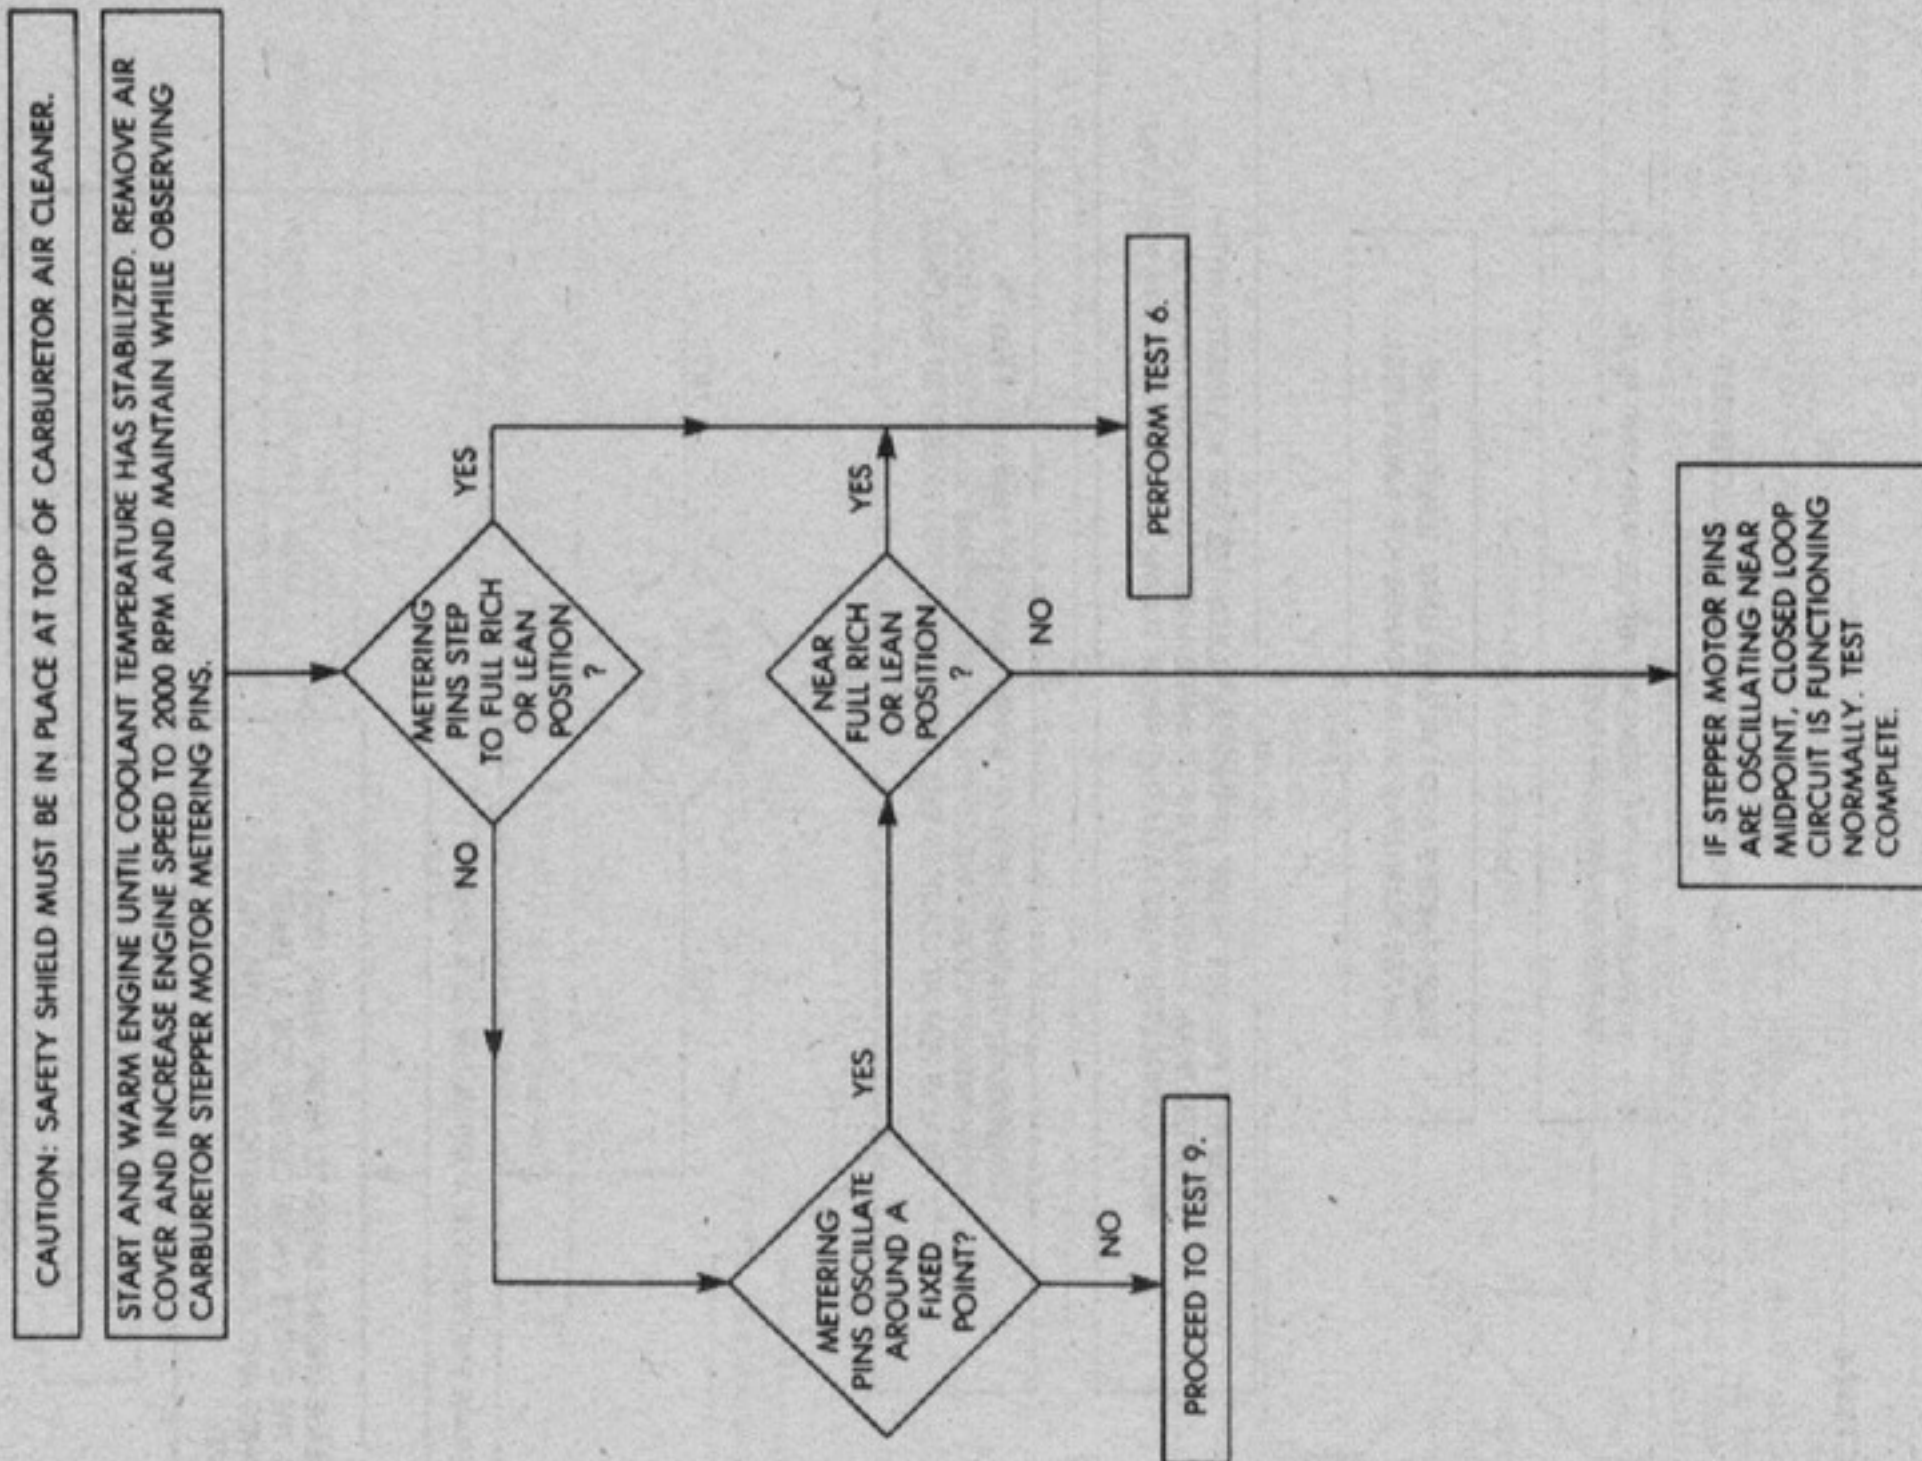 CAUTION: SAFETY SHIELD MUST BE IN PLACE AT TOP OF CARBURETOR AIR CLEANER.
START AND WARM ENGINE UNTIL COOLANT TEMPERATURE HAS STABILIZED. REMOVE AIR
COVER AND INCREASE ENGINE SPEED TO 2000 RPM AND MAINTAIN WHILE OBSERVING
CARBURETOR STEPPER MOTOR METERING PINS.
METERING
PINS STEP
TO FULL RICH
OR LEAN
POSITION
?
NO
YES
METERING
PINS OSCILLATE
AROUND A
FIXED
POINT?
YES
NO
NEAR
FULL RICH
OR LEAN
POSITION
?
YES
NO
PROCEED TO TEST 9.
PERFORM TEST 6.
IF STEPPER MOTOR PINS
ARE OSCILLATING NEAR
MIDPOINT, CLOSED LOOP
CIRCUIT IS FUNCTIONING
NORMALLY. TEST
COMPLETE.